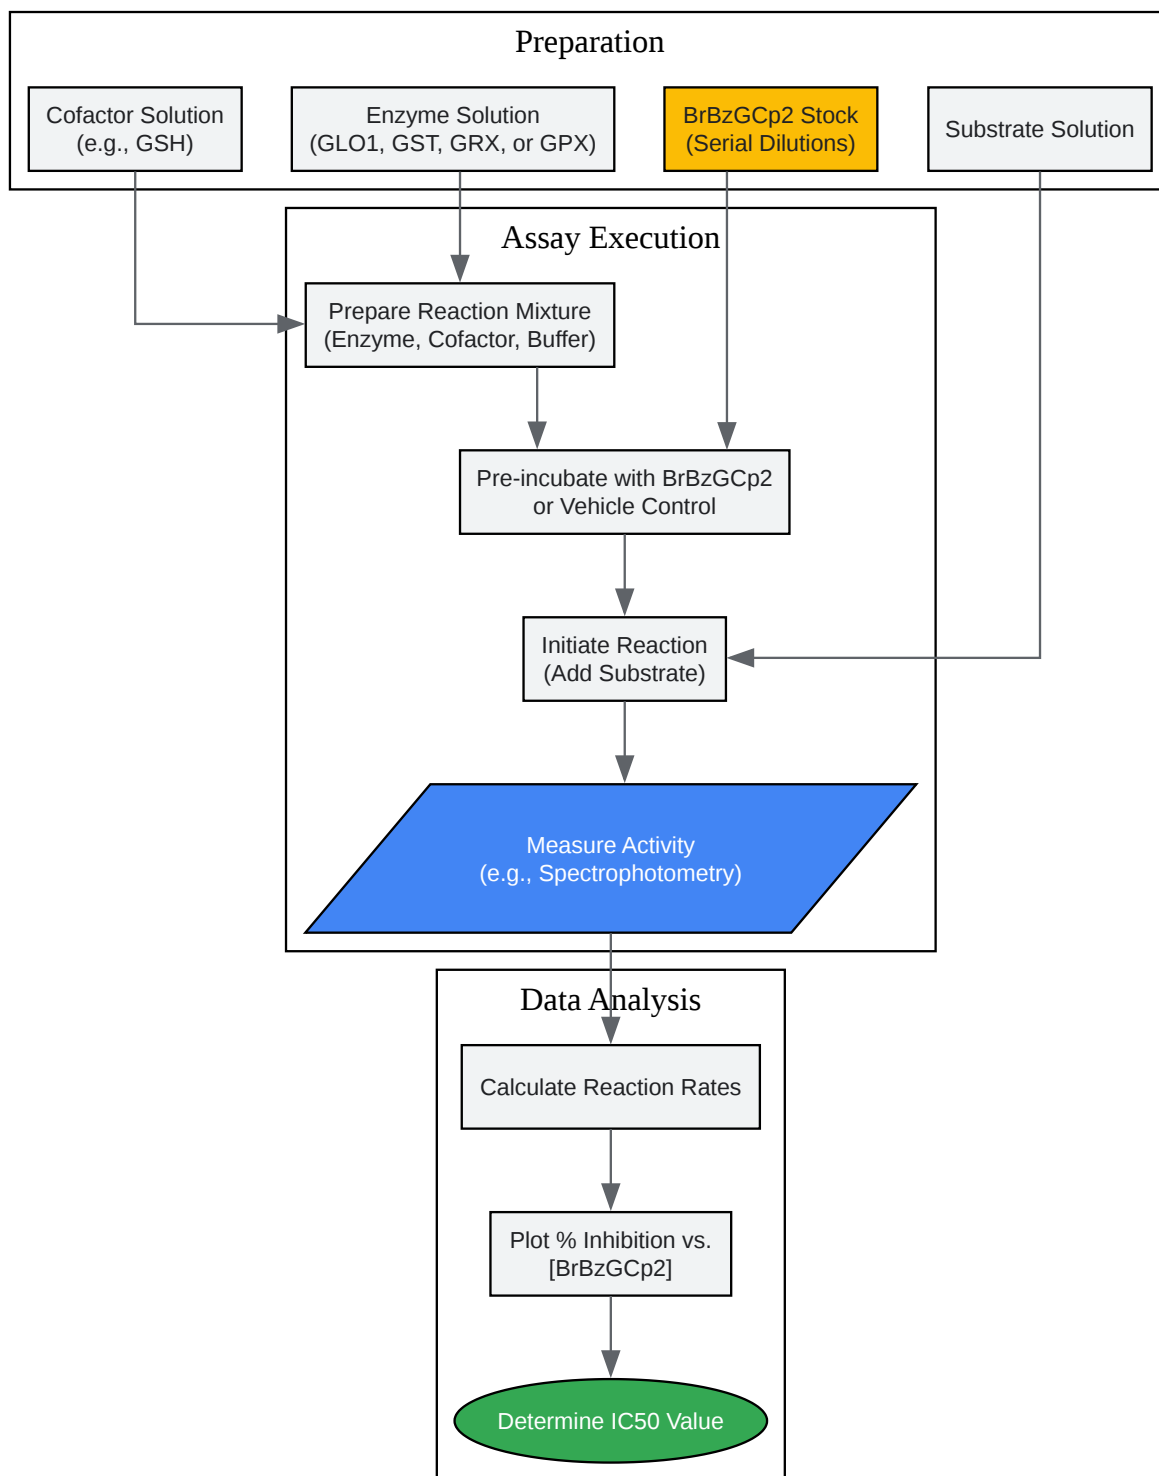 Preparation
Cofactor Solution
(e.g., GSH)
Enzyme Solution
(GLO1, GST, GRX, or GPX)
BrBzGCp2 Stock
(Serial Dilutions)
Substrate Solution
Assay Execution
Prepare Reaction Mixture
(Enzyme, Cofactor, Buffer)
Pre-incubate with BrBzGCp2
or Vehicle Control
Initiate Reaction
(Add Substrate)
Measure Activity
(e.g., Spectrophotometry)
Data Analysis
Calculate Reaction Rates
Plot % Inhibition vs.
[BrBzGCp2]
Determine IC50 Value